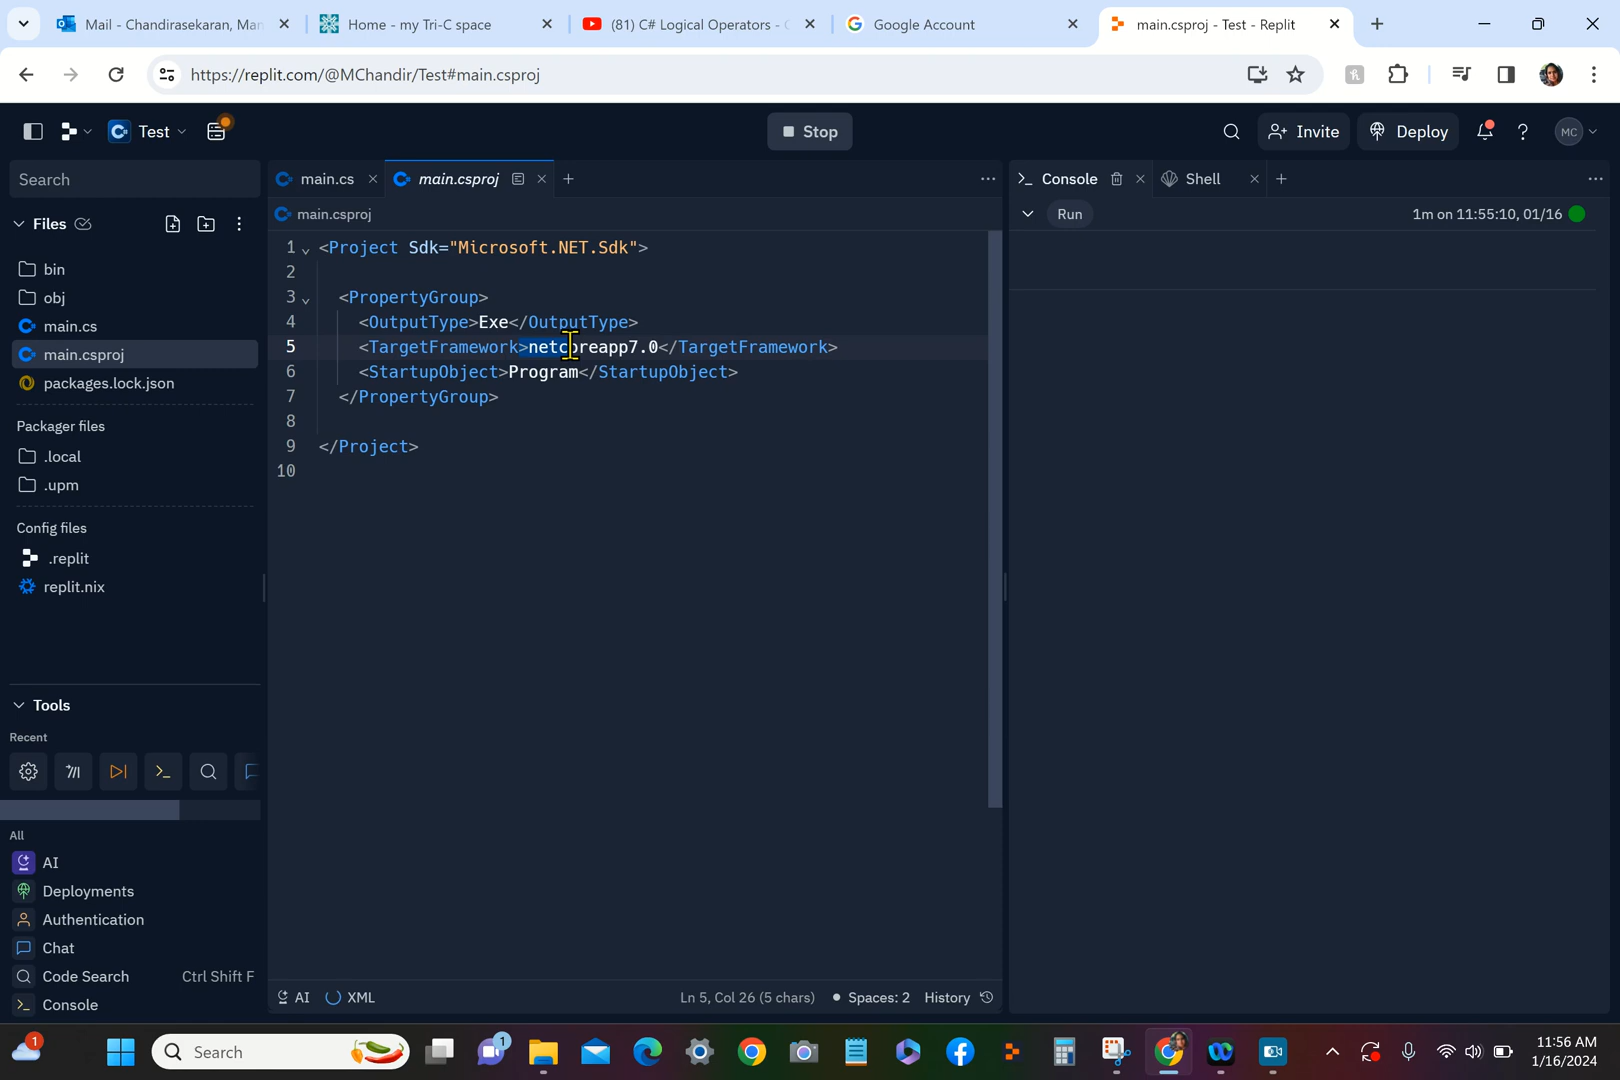 Mail - Chandirasekaran, Man
Home - my Tri-C space
(81) C# Logical Operators - C
Google Account
main.csproj - Test - Replit
https://replit.com/@MChandir/Test#main.csproj
Test
Stop
Invite
Deploy
MC
Search
main.cs
main.csproj
Console
Shell
main.csproj
Run
1m on 11:55:10, 01/16
Files
bin
obj
main.cs
main.csproj
packages.lock.json
Packager files
.local
.upm
Config files
.replit
replit.nix
1 <Project Sdk="Microsoft.NET.Sdk">
2
3 <PropertyGroup>
4 <OutputType>Exe</OutputType>
5 <TargetFramework>netcoreapp7.0</TargetFramework>
6 <StartupObject>Program</StartupObject>
7 </PropertyGroup>
8
9 </Project>
10
Tools
Recent
All
AI
Deployments
Authentication
Chat
Code Search Ctrl Shift F
Console
AI
XML
Ln 5, Col 26 (5 chars)
Spaces: 2
History
1
Search
1
11:56 AM
1/16/2024